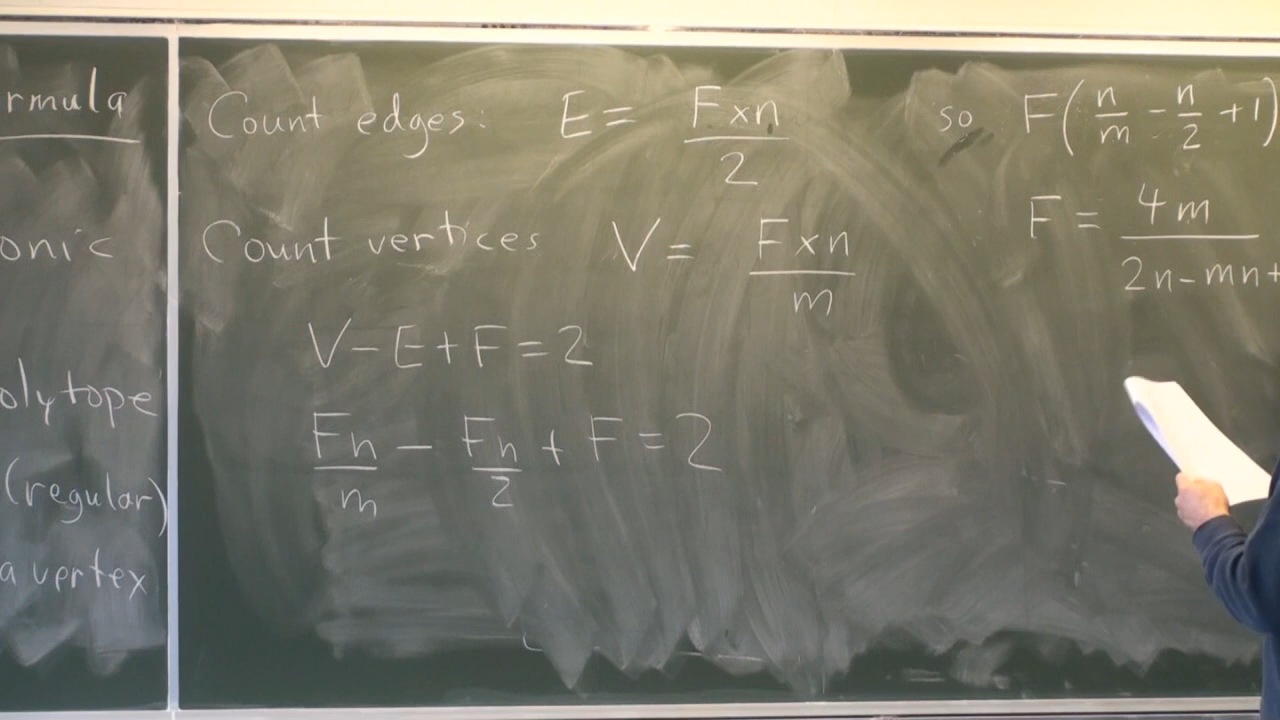 rmula
onic
olytope
(regular)
a vertex
Count edges: E = F×n/2
Count vertices V = F×n/m
V-E+F=2
Fn/m - Fn/2 + F = 2
so F(n/m - n/2 +1)
F = 4m/2n-mn+